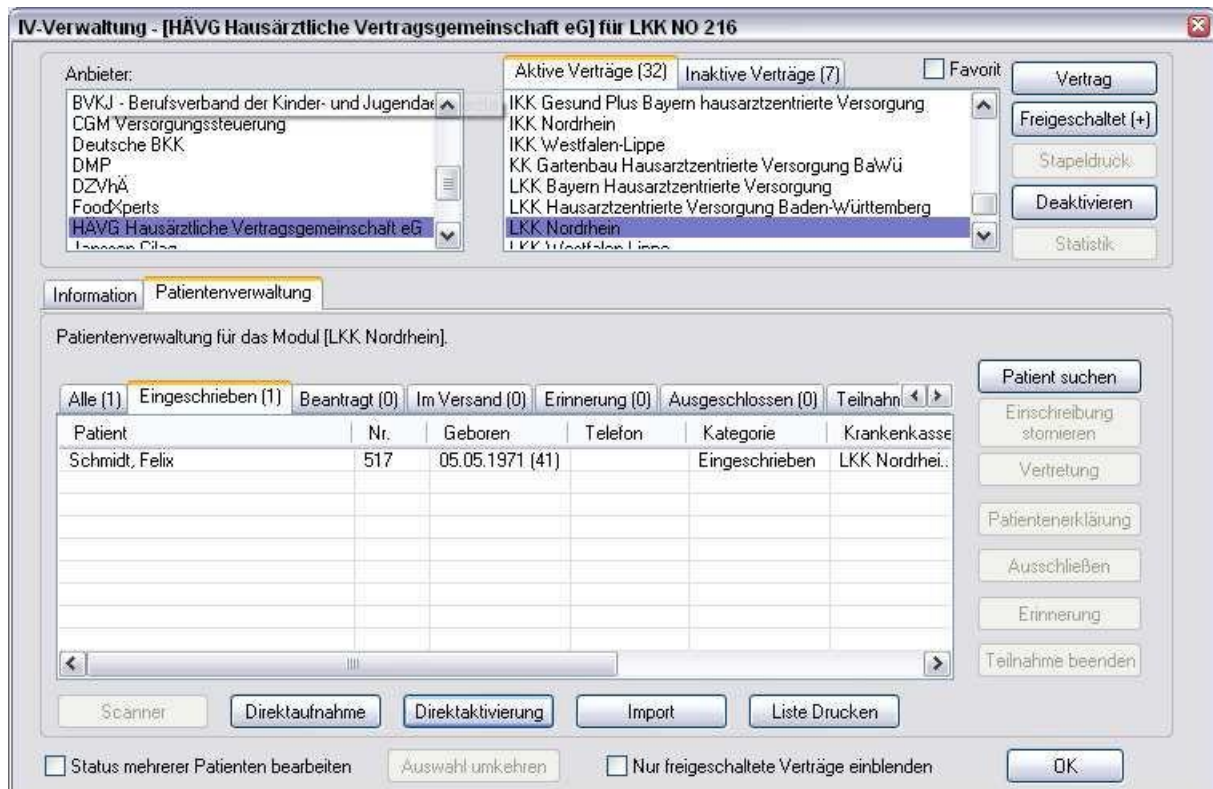 IV-Verwaltung - [HÄVG Hausärztliche Vertragsgemeinschaft eG] für LKK NO 216
Anbieter:
BVKJ - Berufsverband der Kinder- und Jugendae
CGM Versorgungssteuerung
Deutsche BKK
DMP
DZVhÄ
FoodXperts
HÄVG Hausärztliche Vertragsgemeinschaft eG
Janssen Cilag
Aktive Verträge (32) Inaktive Verträge (7)
Favorit
IKK Gesund Plus Bayern hausarztzentrierte Versorgung
IKK Nordrhein
IKK Westfalen-Lippe
KK Gartenbau Hausarztzentrierte Versorgung BaWü
LKK Bayern Hausarztzentrierte Versorgung
LKK Hausarztzentrierte Versorgung Baden-Württemberg
LKK Nordrhein
LKK Westfalen-Lippe
Vertrag
Freigeschaltet (+)
Stapeldruck
Deaktivieren
Statistik
Information Patientenverwaltung
Patientenverwaltung für das Modul [LKK Nordrhein].
Alle (1) Eingeschrieben (1) Beantragt (0) Im Versand (0) Erinnerung (0) Ausgeschlossen (0) Teilnahm
Patient Nr. Geboren Telefon Kategorie Krankenkasse
Schmidt, Felix 517 05.05.1971 (41) Eingeschrieben LKK Nordrhei..
Patient suchen
Einschreibung
stornieren
Vertretung
Patientenerklärung
Ausschließen
Erinnerung
Teilnahme beenden
Scanner Direktaufnahme Direktaktivierung Import Liste Drucken
Status mehrerer Patienten bearbeiten Auswahl umkehren Nur freigeschaltete Verträge einblenden OK